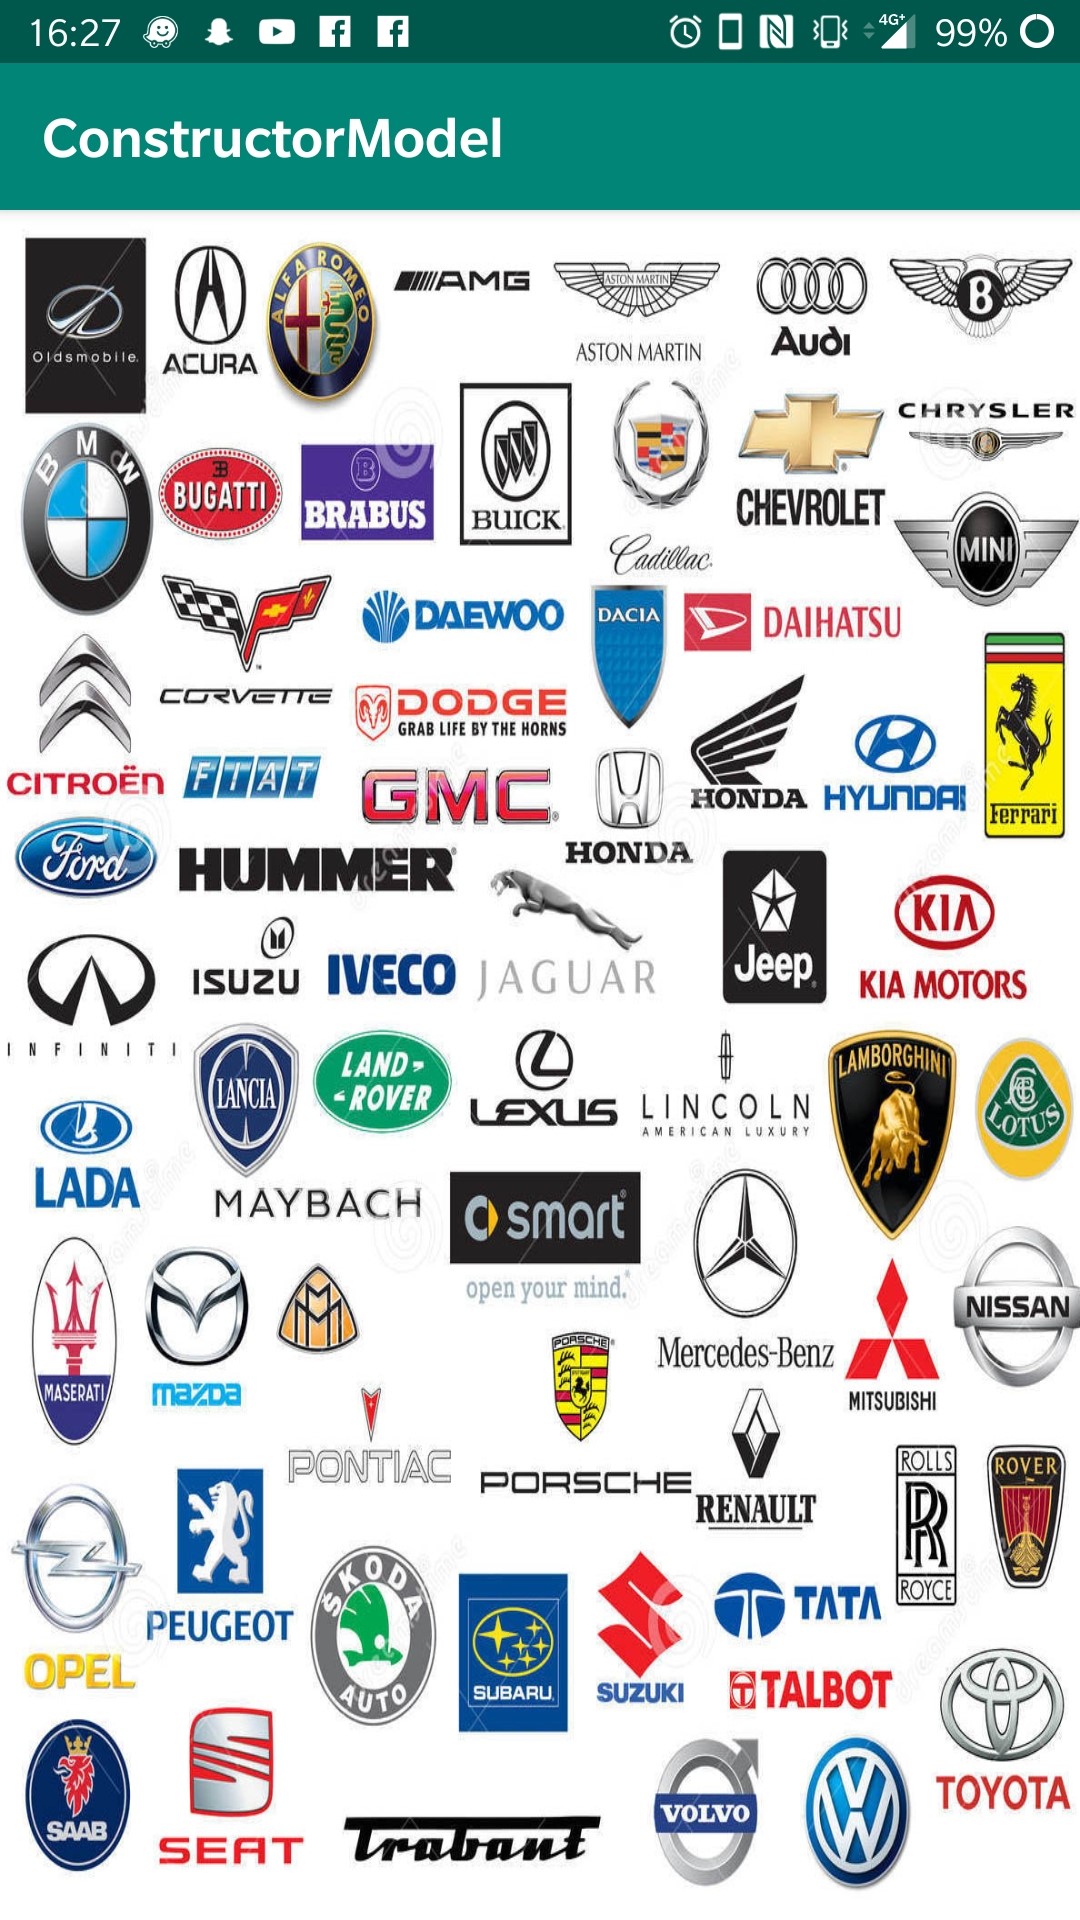 16:27
4G+
99%
ConstructorModel
Oldsmobile.
ACURA
ALFA ROMEO
AMG
ASTON MARTIN
ASTON MARTIN
Audi
B
BMW
BUGATTI
B
BRABUS
BUICK
Cadillac
CHEVROLET
CHRYSLER
MINI
CORVETTE
DAEWOO
DACIA
DAIHATSU
CITROËN
FIAT
DODGE
GRAB LIFE BY THE HORNS
GMC
HONDA
HONDA
HYUNDAI
Ferrari
Ford
HUMMER
JAGUAR
Jeep
KIA
KIA MOTORS
INFINITI
ISUZU
IVECO
LANCIA
LAND-
-ROVER
LEXUS
LINCOLN
AMERICAN LUXURY
LAMBORGHINI
LOTUS
LADA
MAYBACH
smart
open your mind.
Mercedes-Benz
MITSUBISHI
NISSAN
MASERATI
mazda
PONTIAC
PORSCHE
PORSCHE
RENAULT
ROLLS
RR
ROYCE
ROVER
OPEL
PEUGEOT
ŠKODA
AUTO
SUBARU
SUZUKI
TATA
TALBOT
TOYOTA
SAAB
SEAT
Trabant
VOLVO